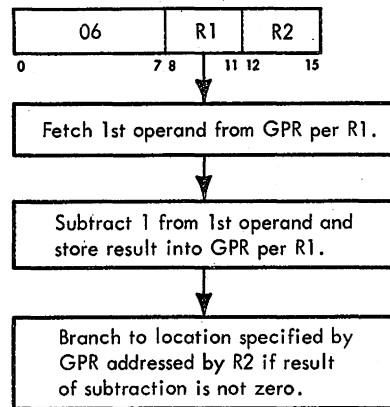 06 R1 R2
0 7 8 11 12 15
Fetch 1st operand from GPR per R1.
Subtract 1 from 1st operand and
store result into GPR per R1.
Branch to location specified by
GPR addressed by R2 if result
of subtraction is not zero.